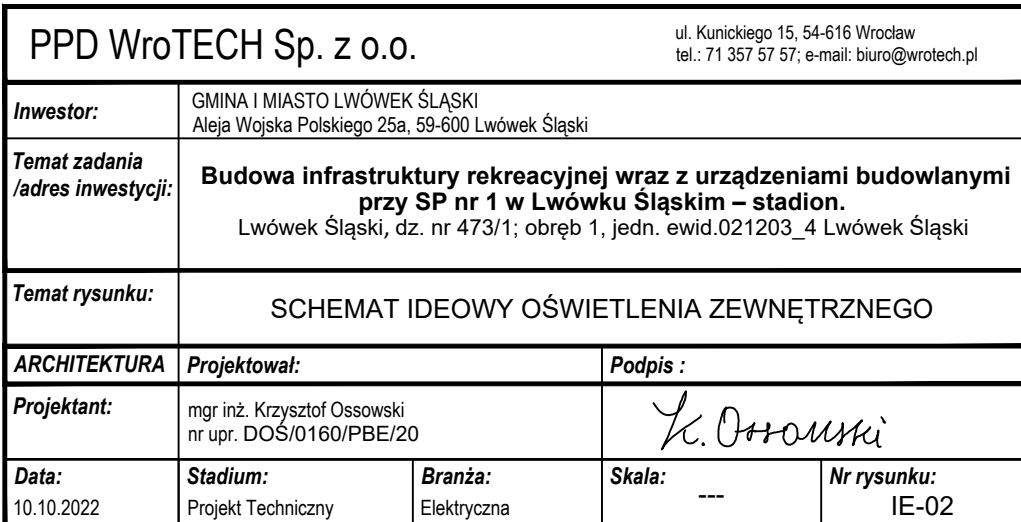 PPD WroTECH Sp. z o.o.
ul. Kunickiego 15, 54-616 Wrocław
tel.: 71 357 57 57; e-mail: biuro@wrotech.pl
Inwestor:
GMINA I MIASTO LWÓWEK ŚLĄSKI
Aleja Wojska Polskiego 25a, 59-600 Lwówek Śląski
Temat zadania
/adres inwestycji:
Budowa infrastruktury rekreacyjnej wraz z urządzeniami budowlanymi
przy SP nr 1 w Lwówku Śląskim – stadion.
Lwówek Śląski, dz. nr 473/1; obręb 1, jedn. ewid.021203_4 Lwówek Śląski
Temat rysunku:
SCHEMAT IDEOWY OŚWIETLENIA ZEWNĘTRZNEGO
ARCHITEKTURA
Projektował:
Podpis :
Projektant:
mgr inż. Krzysztof Ossowski
nr upr. DOŚ/0160/PBE/20
K. Ossowski
Data:
10.10.2022
Stadium:
Projekt Techniczny
Branża:
Elektryczna
Skala:
---
Nr rysunku:
IE-02